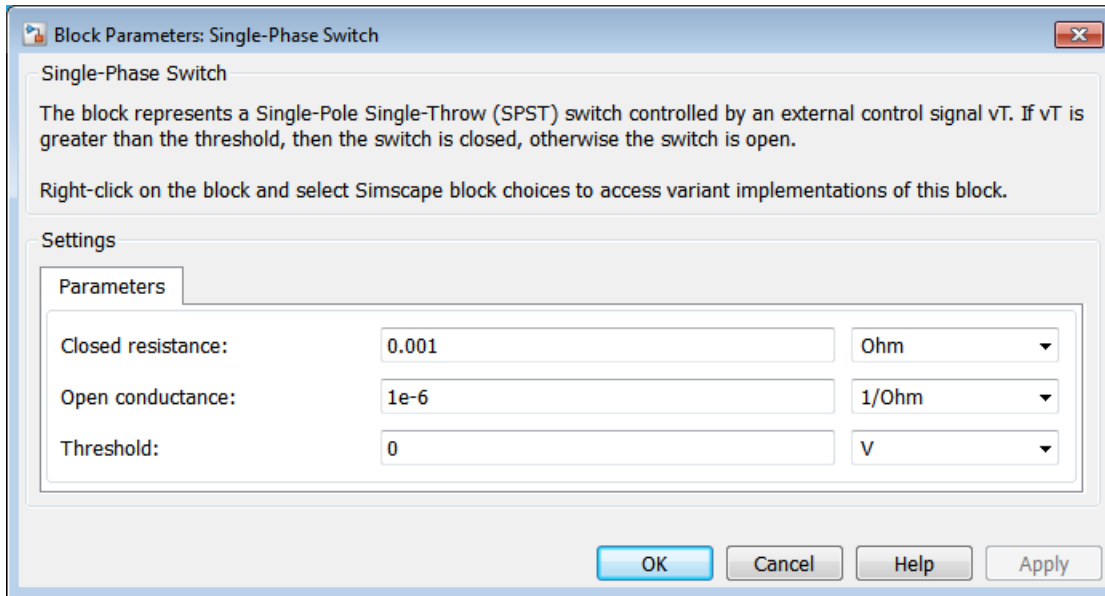 Block Parameters: Single-Phase Switch
Single-Phase Switch
The block represents a Single-Pole Single-Throw (SPST) switch controlled by an external control signal vT. If vT is
greater than the threshold, then the switch is closed, otherwise the switch is open.
Right-click on the block and select Simscape block choices to access variant implementations of this block.
Settings
Parameters
Closed resistance: 0.001 Ohm
Open conductance: 1e-6 1/Ohm
Threshold: 0 V
OK Cancel Help Apply